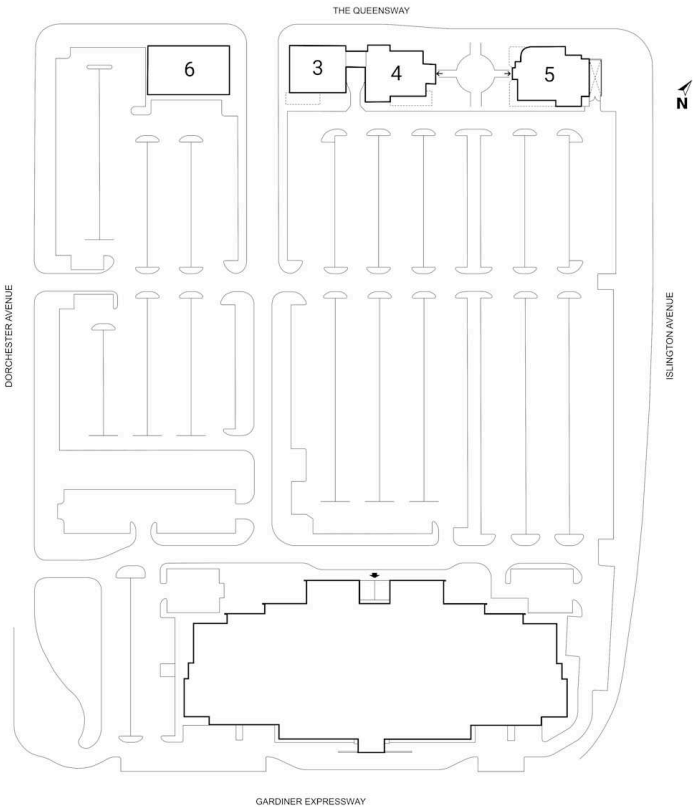 THE QUEENSWAY
6
3
4
5
N
DORCHESTER AVENUE
ISLINGTON AVENUE
GARDINER EXPRESSWAY